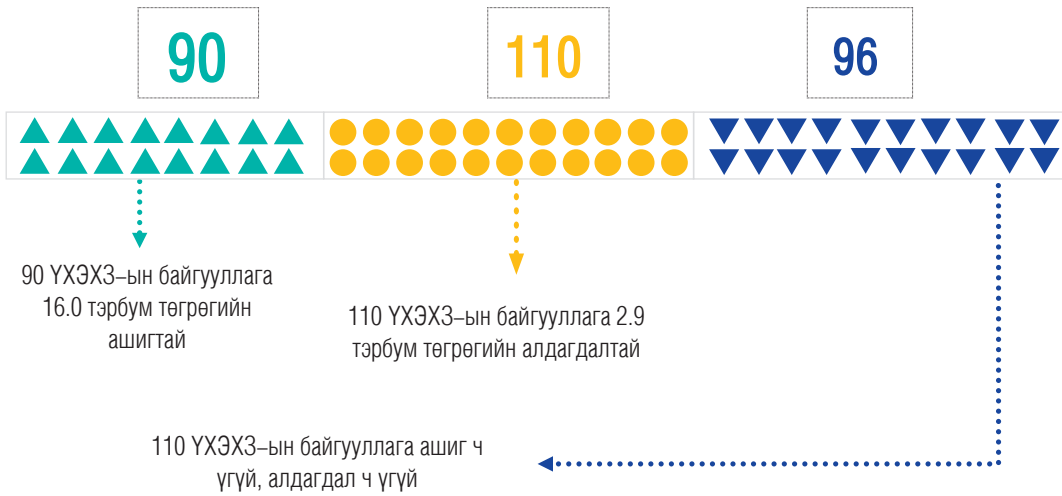 90
110
96
90 ҮХЭХЗ–ын байгууллага
16.0 тэрбум төгрөгийн
ашигтай
110 ҮХЭХЗ–ын байгууллага 2.9
тэрбум төгрөгийн алдагдалтай
110 ҮХЭХЗ–ын байгууллага ашиг ч
үгүй, алдагдал ч үгүй